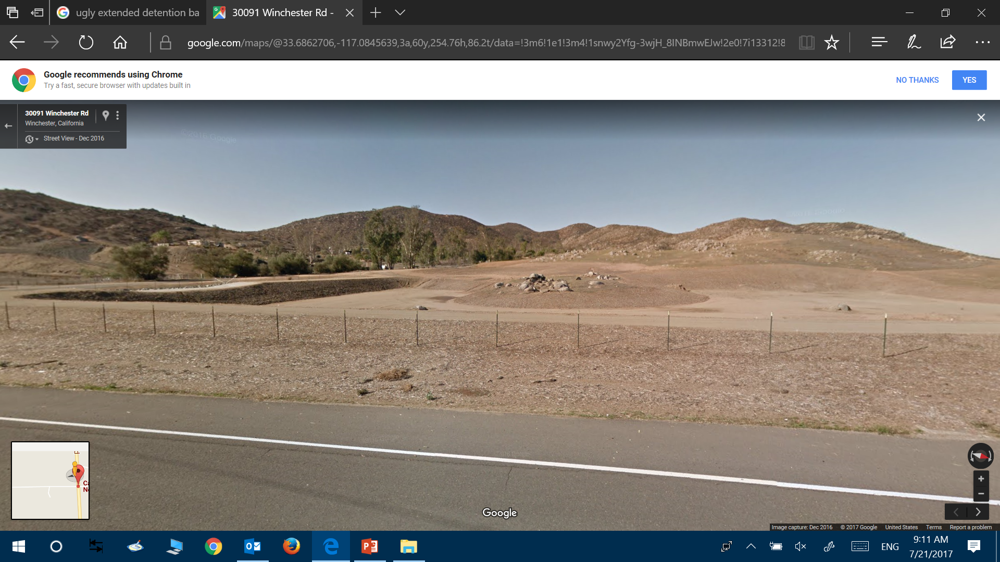 ugly extended detention ba
30091 Winchester Rd -
google.com/maps/@33.6862706,-117.0845639,3a,60y,254.76h,86.2t/data=!3m6!1e1!3m4!1snwy2Yfg-3wjH_8INBmwEJw!2e0!7i13312!8
Google recommends using Chrome
Try a fast, secure browser with updates built in
NO THANKS
YES
30091 Winchester Rd
Winchester, California
Street View - Dec 2016
Google
Image capture: Dec 2016 © 2017 Google United States Terms Report a problem
ENG
9:11 AM
7/21/2017